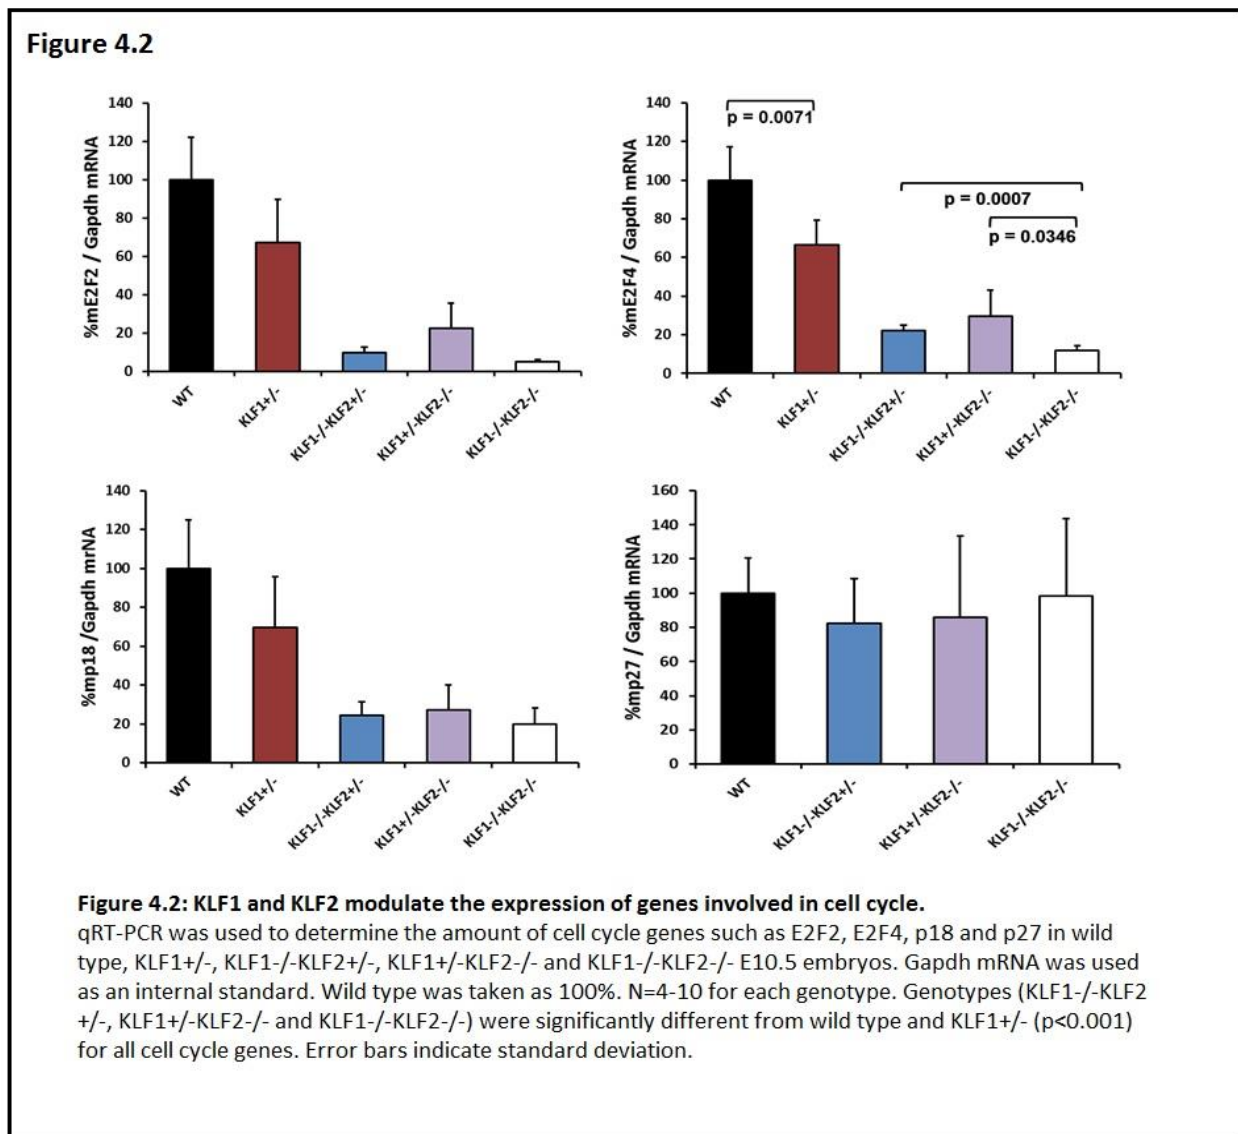 Figure 4.2
%mE2F2 / Gapdh mRNA
140
120
100
80
60
40
20
0
WT
KLF1+/-
KLF1-/-KLF2+/-
KLF1+/-KLF2-/-
KLF1-/-KLF2-/-
%mE2F4 / Gapdh mRNA
140
120
100
80
60
40
20
0
p = 0.0071
p = 0.0007
p = 0.0346
WT
KLF1+/-
KLF1-/-KLF2+/-
KLF1+/-KLF2-/-
KLF1-/-KLF2-/-
%mp18 /Gapdh mrNA
140
120
100
80
60
40
20
0
WT
KLF1+/-
KLF1-/-KLF2+/-
KLF1+/-KLF2-/-
KLF1-/-KLF2-/-
%mp27 / Gapdh mRNA
160
140
120
100
80
60
40
20
0
WT
KLF1-/-KLF2+/-
KLF1+/-KLF2-/-
KLF1-/-KLF2-/-
Figure 4.2: KLF1 and KLF2 modulate the expression of genes involved in cell cycle.
qRT-PCR was used to determine the amount of cell cycle genes such as E2F2, E2F4, p18 and p27 in wild
type, KLF1+/-, KLF1-/-KLF2+/-, KLF1+/-KLF2-/- and KLF1-/-KLF2-/- E10.5 embryos. Gapdh mRNA was used
as an internal standard. Wild type was taken as 100%. N=4-10 for each genotype. Genotypes (KLF1-/-KLF2
+/-, KLF1+/-KLF2-/- and KLF1-/-KLF2-/-) were significantly different from wild type and KLF1+/- (p<0.001)
for all cell cycle genes. Error bars indicate standard deviation.